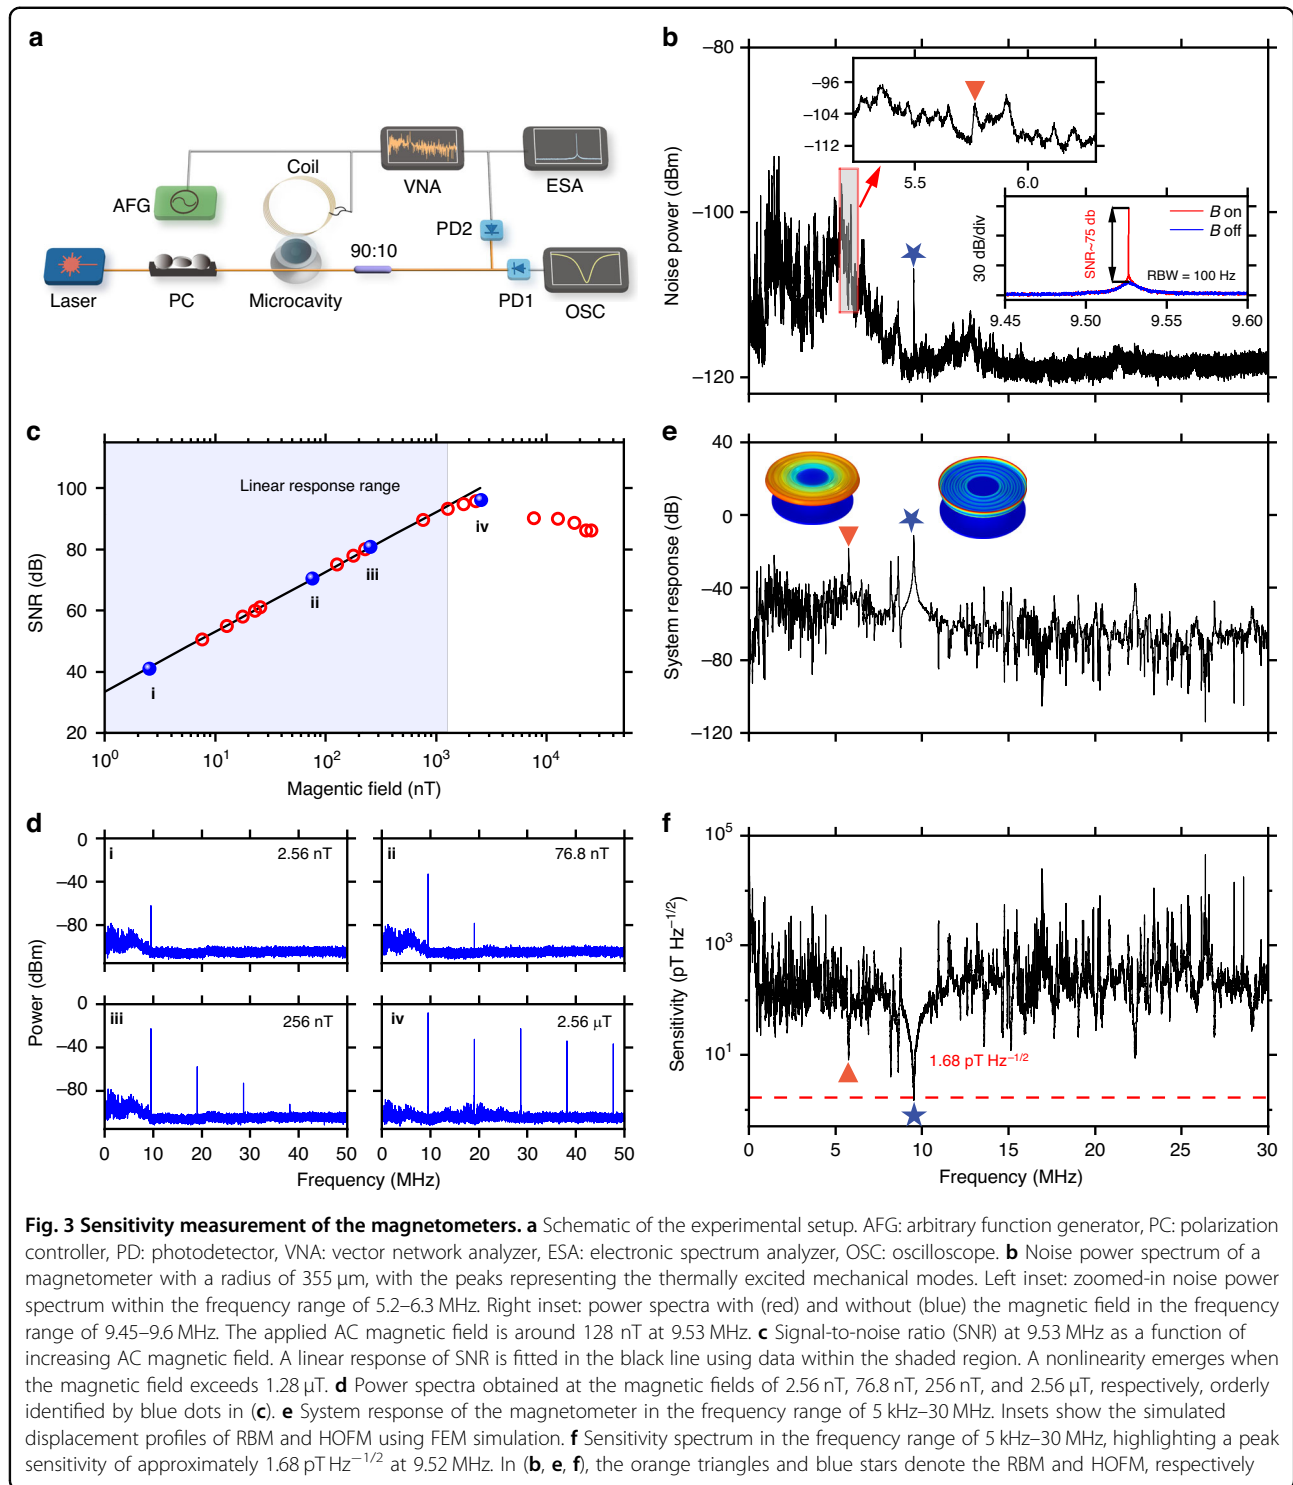 a
Coil
VNA
ESA
AFG
PD2
90:10
Laser
PC
Microcavity
PD1
OSC
b
−80
−100
−120
Noise power (dBm)
−96
−104
−112
5.5
6.0
30 dB/div
SNR~75 db
B on
B off
RBW = 100 Hz
9.45
9.50
9.55
9.60
c
100
80
60
40
20
SNR (dB)
Linear response range
i
ii
iii
iv
10⁰
10¹
10²
10³
10⁴
Magentic field (nT)
e
40
0
−40
−80
−120
System response (dB)
d
0
−40
−80
0
−40
−80
Power (dBm)
i
2.56 nT
ii
76.8 nT
iii
256 nT
iv
2.56 μT
0 10 20 30 40 50
0 10 20 30 40 50
Frequency (MHz)
f
10⁵
10³
10¹
Sensitivity (pT Hz⁻¹/²)
1.68 pT Hz⁻¹/²
0 5 10 15 20 25 30
Frequency (MHz)
Fig. 3 Sensitivity measurement of the magnetometers. a Schematic of the experimental setup. AFG: arbitrary function generator, PC: polarization
controller, PD: photodetector, VNA: vector network analyzer, ESA: electronic spectrum analyzer, OSC: oscilloscope. b Noise power spectrum of a
magnetometer with a radius of 355 μm, with the peaks representing the thermally excited mechanical modes. Left inset: zoomed-in noise power
spectrum within the frequency range of 5.2–6.3 MHz. Right inset: power spectra with (red) and without (blue) the magnetic field in the frequency
range of 9.45–9.6 MHz. The applied AC magnetic field is around 128 nT at 9.53 MHz. c Signal-to-noise ratio (SNR) at 9.53 MHz as a function of
increasing AC magnetic field. A linear response of SNR is fitted in the black line using data within the shaded region. A nonlinearity emerges when
the magnetic field exceeds 1.28 μT. d Power spectra obtained at the magnetic fields of 2.56 nT, 76.8 nT, 256 nT, and 2.56 μT, respectively, orderly
identified by blue dots in (c). e System response of the magnetometer in the frequency range of 5 kHz–30 MHz. Insets show the simulated
displacement profiles of RBM and HOFM using FEM simulation. f Sensitivity spectrum in the frequency range of 5 kHz–30 MHz, highlighting a peak
sensitivity of approximately 1.68 pT Hz⁻¹/² at 9.52 MHz. In (b, e, f), the orange triangles and blue stars denote the RBM and HOFM, respectively